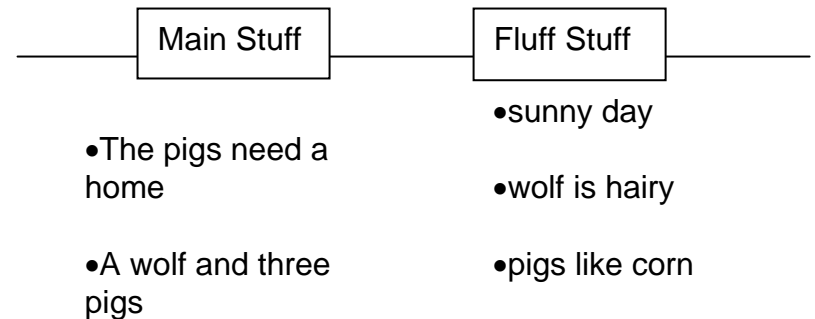 Main Stuff
Fluff Stuff
•The pigs need a
home
•A wolf and three
pigs
•sunny day
•wolf is hairy
•pigs like corn